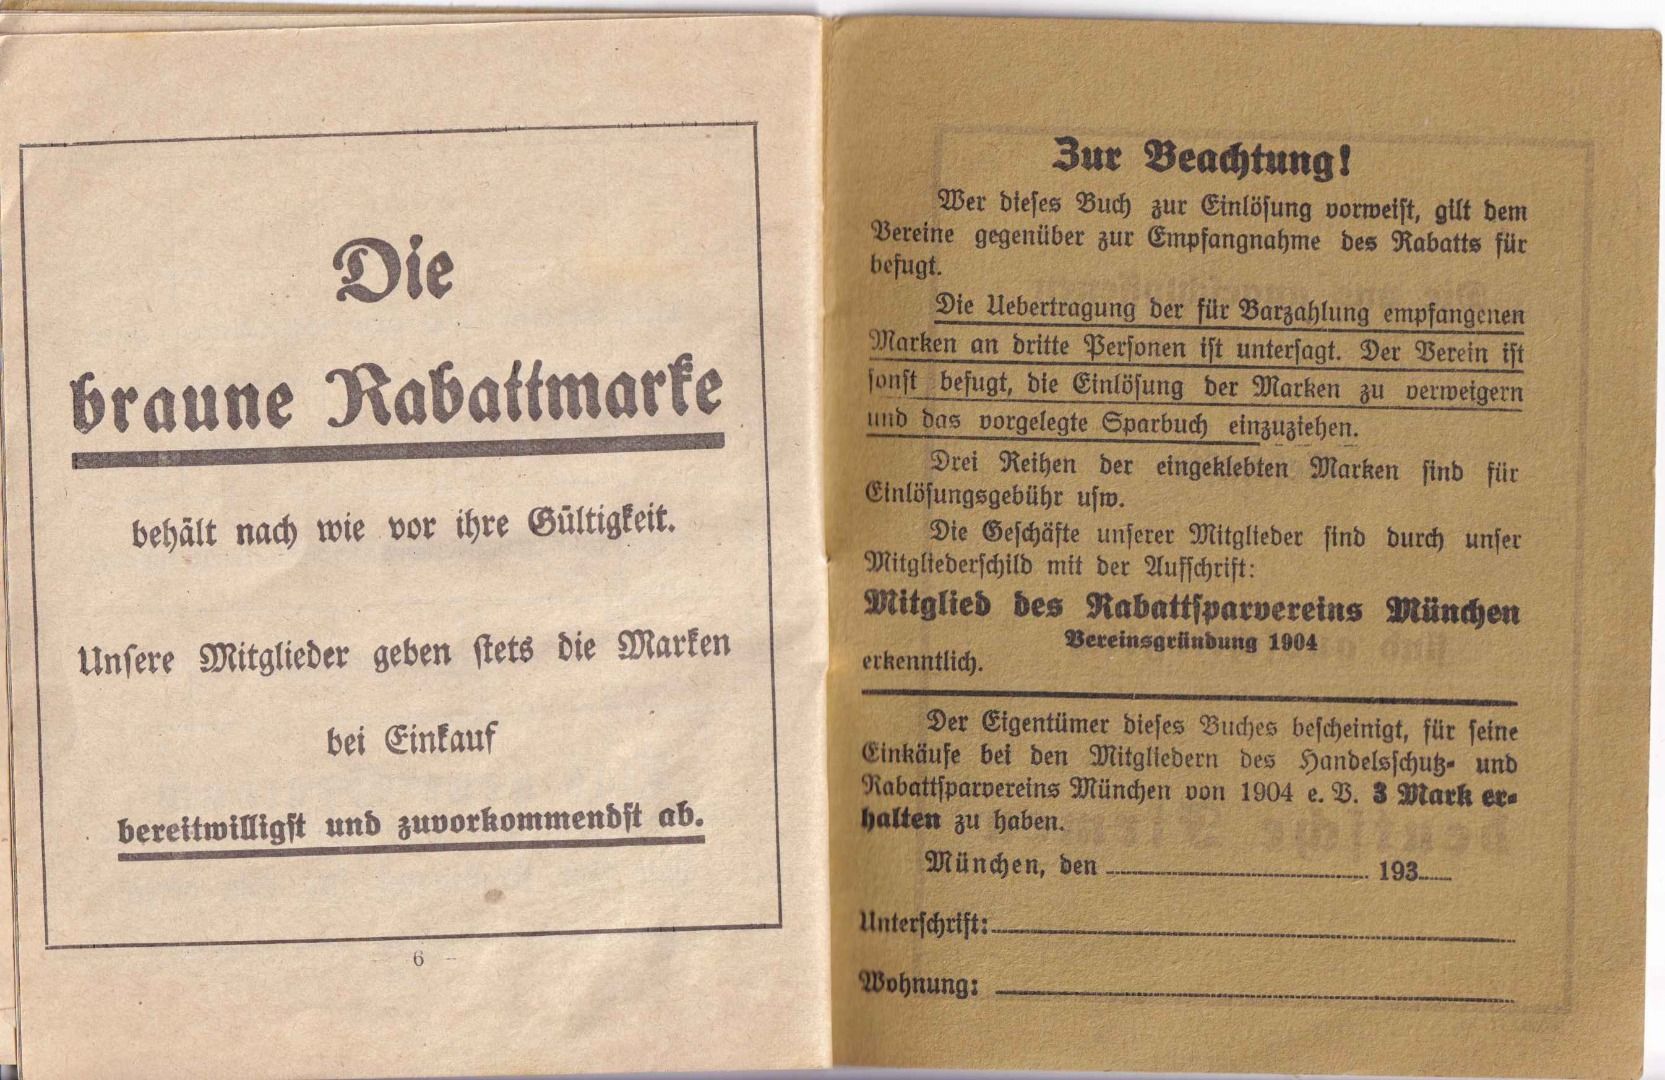 Die
braune Rabattmarke
behält nach wie vor ihre Gültigkeit.
Unsere Mitglieder geben stets die Marken
bei Einkauf
bereitwilligst und zuvorkommendst ab.
6 –
Zur Beachtung!
Wer dieses Buch zur Einlösung vorweist, gilt dem
Vereine gegenüber zur Empfangnahme des Rabatts für
befugt.
Die Uebertragung der für Barzahlung empfangenen
Marken an dritte Personen ist untersagt. Der Verein ist
sonst befugt, die Einlösung der Marken zu verweigern
und das vorgelegte Sparbuch einzuziehen.
Drei Reihen der eingeklebten Marken sind für
Einlösungsgebühr usw.
Die Geschäfte unserer Mitglieder sind durch unser
Mitgliederschild mit der Aufschrift:
Mitglied des Rabattsparvereins München
Vereinsgründung 1904
erkenntlich.
Der Eigentümer dieses Buches bescheinigt, für seine
Einkäufe bei den Mitgliedern des Handelsschutz- und
Rabattsparvereins München von 1904 e. V. 3 Mark er-
halten zu haben.
München, den 193
Unterschrift:
Wohnung: